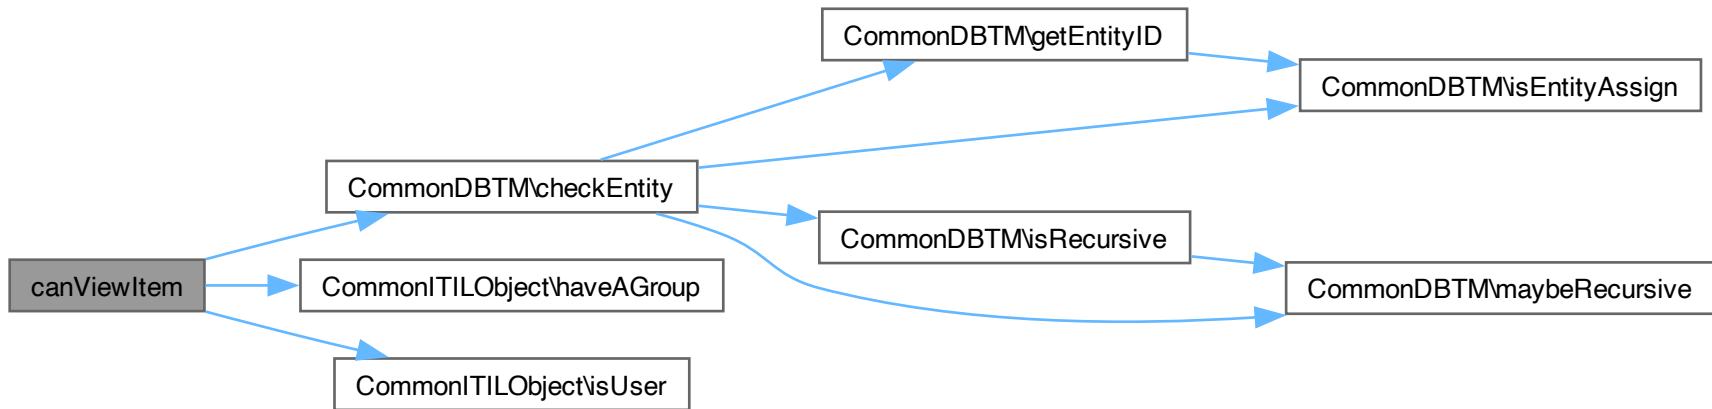 CommonDBTM\getEntityID
CommonDBTM\isEntityAssign
CommonDBTM\checkEntity
CommonDBTM\isRecursive
canViewItem
CommonITILObject\haveAGroup
CommonDBTM\maybeRecursive
CommonITILObject\isUser